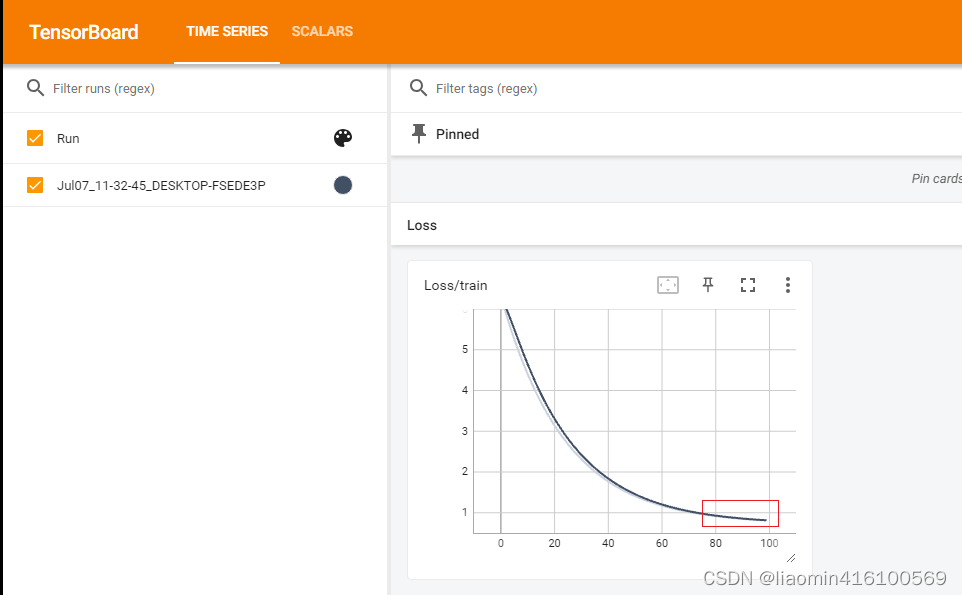 TensorBoard TIME SERIES SCALARS
Filter runs (regex)
Run
Jul07_11-32-45_DESKTOP-FSEDE3P
Filter tags (regex)
Pinned
Pin cards
Loss
Loss/train
5
4
3
2
1
0 20 40 60 80 100
CSDN @liaomin416100569